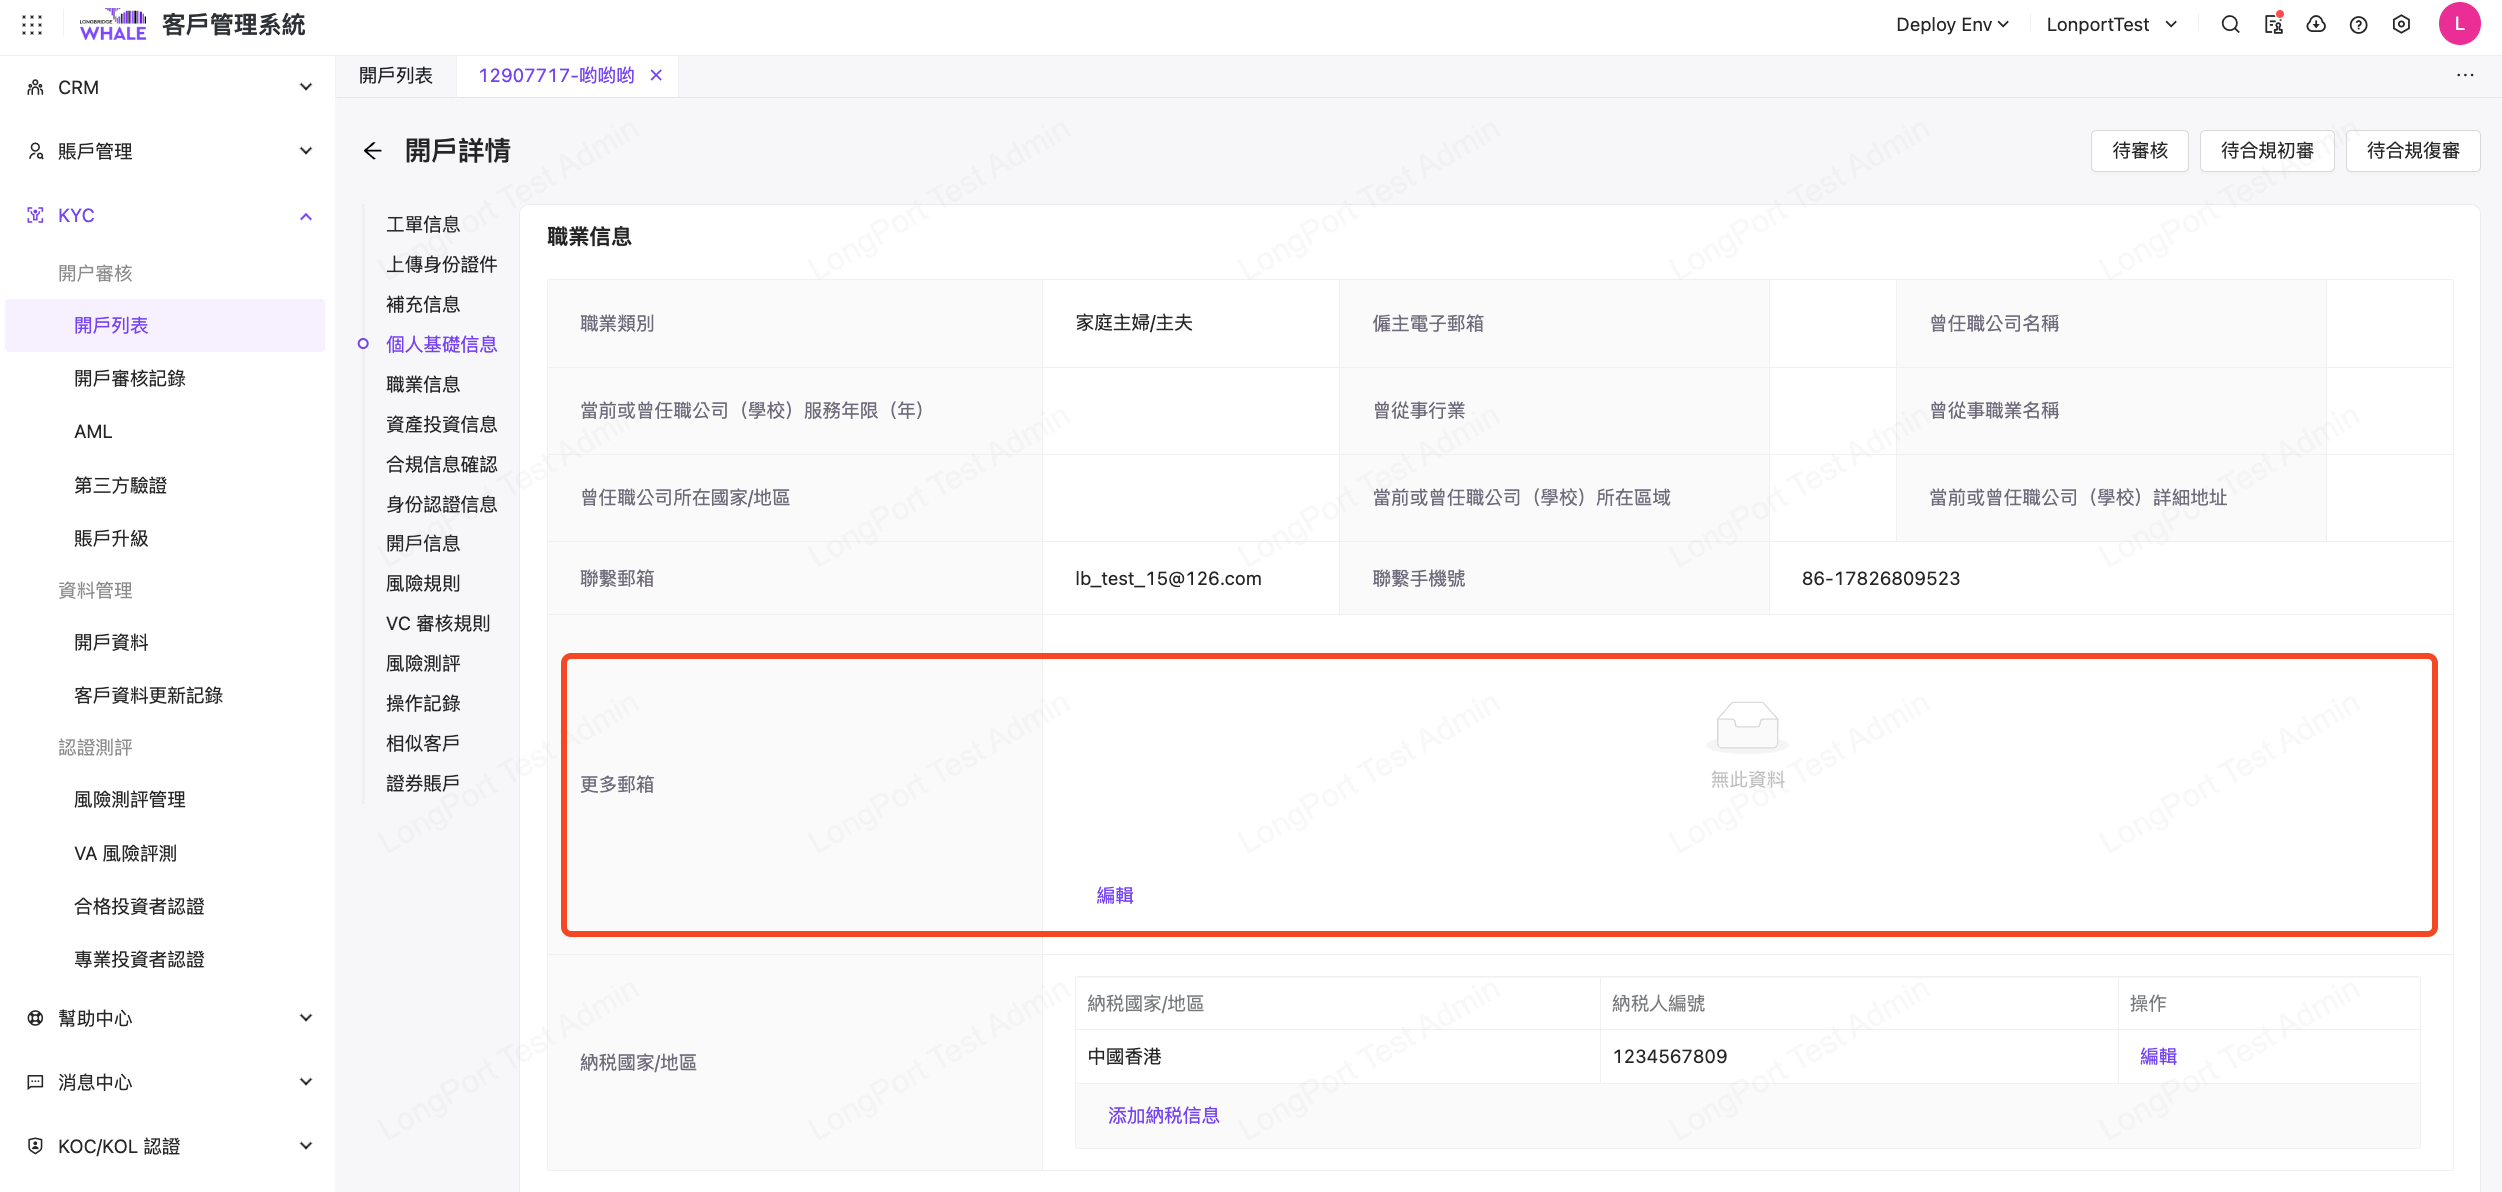 LONGBRIDGE
WHALE
客戶管理系統
Deploy Env
LonportTest
L
CRM
賬戶管理
KYC
開户審核
開戶列表
開戶審核記錄
AML
第三方驗證
賬戶升級
資料管理
開戶資料
客戶資料更新記錄
認證測評
風險測評管理
VA 風險評測
合格投資者認證
專業投資者認證
幫助中心
消息中心
KOC/KOL 認證
開戶列表
12907717-哟哟哟
開戶詳情
待審核
待合規初審
待合規復審
工單信息
上傳身份證件
補充信息
個人基礎信息
職業信息
資產投資信息
合規信息確認
身份認證信息
開戶信息
風險規則
VC 審核規則
風險測評
操作記錄
相似客戶
證券賬戶
職業信息
職業類別
家庭主婦/主夫
僱主電子郵箱
曾任職公司名稱
當前或曾任職公司（學校）服務年限（年）
曾從事行業
曾從事職業名稱
曾任職公司所在國家/地區
當前或曾任職公司（學校）所在區域
當前或曾任職公司（學校）詳細地址
聯繫郵箱
lb_test_15@126.com
聯繫手機號
86-17826809523
更多郵箱
無此資料
編輯
納税國家/地區
納税國家/地區
納税人編號
操作
中國香港
1234567809
編輯
添加納税信息
LongPort Test Admin